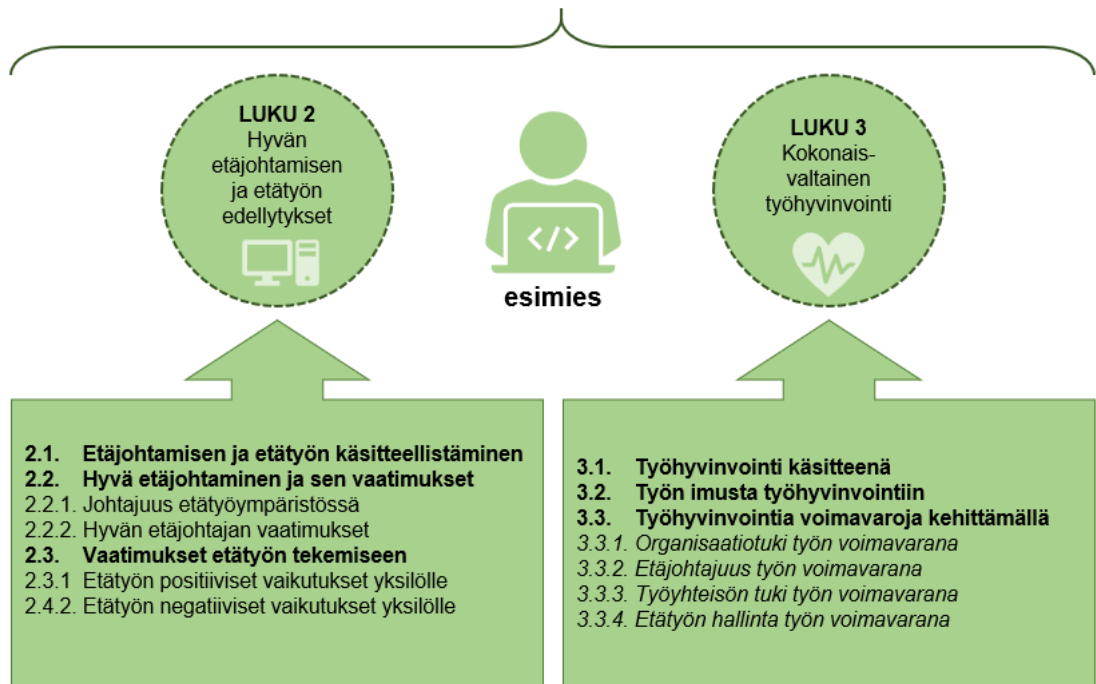 LUKU 2
Hyvän
etäjohtamisen
ja etätyön
edellytykset
</>
esimies
LUKU 3
Kokonais-
valtainen
työhyvinvointi
2.1. Etäjohtamisen ja etätyön käsitteellistäminen
2.2. Hyvä etäjohtaminen ja sen vaatimukset
2.2.1. Johtajuus etätyöympäristössä
2.2.2. Hyvän etäjohtajan vaatimukset
2.3. Vaatimukset etätyön tekemiseen
2.3.1 Etätyön positiiviset vaikutukset yksilölle
2.4.2. Etätyön negatiiviset vaikutukset yksilölle
3.1. Työhyvinvointi käsitteenä
3.2. Työn imusta työhyvinvointiin
3.3. Työhyvinvointia voimavaroja kehittämällä
3.3.1. Organisaatiotuki työn voimavarana
3.3.2. Etäjohtajuus työn voimavarana
3.3.3. Työyhteisön tuki työn voimavarana
3.3.4. Etätyön hallinta työn voimavarana